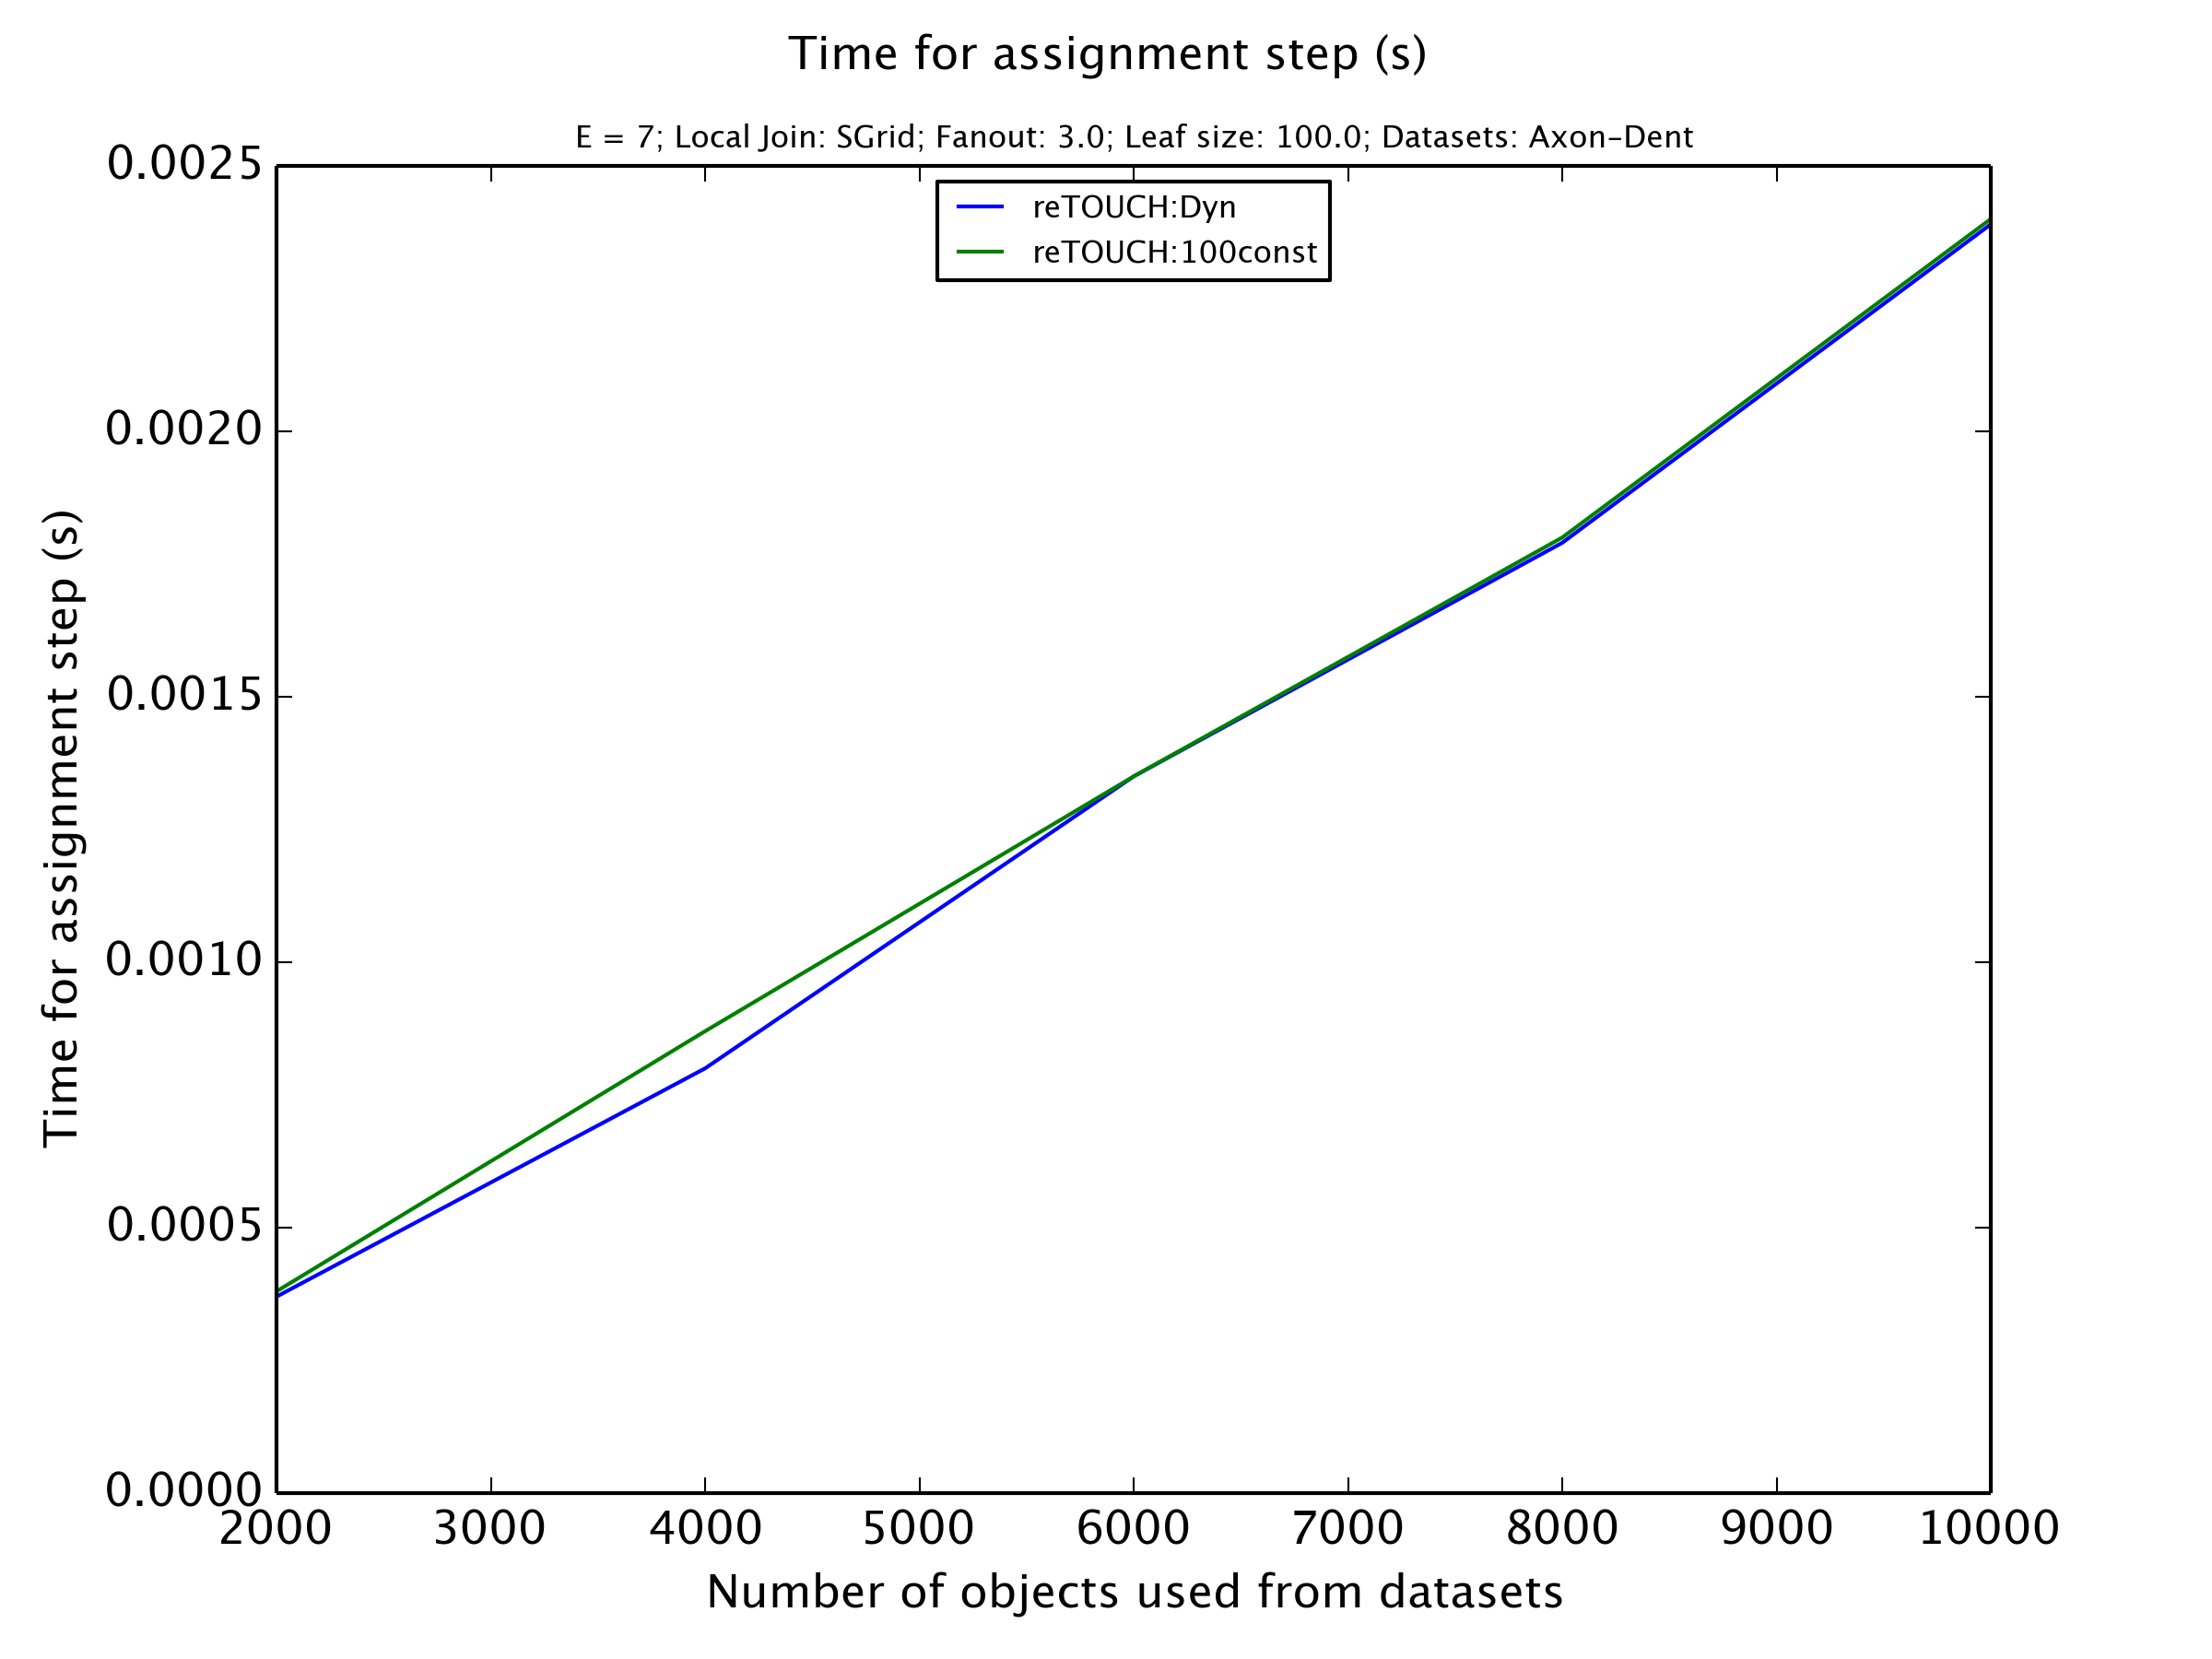 Time for assignment step (s)
E = 7; Local Join: SGrid; Fanout: 3.0; Leaf size: 100.0; Datasets: Axon-Dent
reTOUCH:Dyn
reTOUCH:100const
Time for assignment step (s)
0.0025
0.0020
0.0015
0.0010
0.0005
0.0000
2000 3000 4000 5000 6000 7000 8000 9000 10000
Number of objects used from datasets